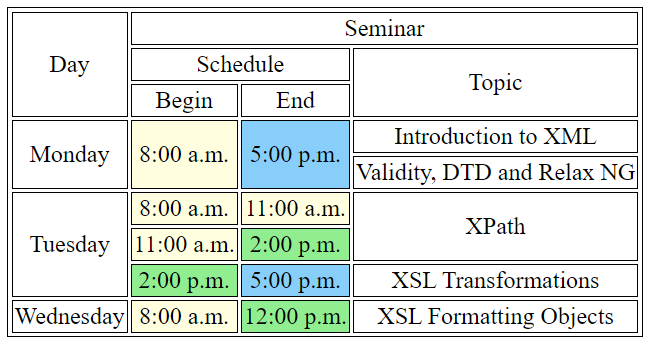 Day
Seminar
Schedule
Topic
Begin
End
Monday
8:00 a.m.
5:00 p.m.
Introduction to XML
Validity, DTD and Relax NG
Tuesday
8:00 a.m.
11:00 a.m.
XPath
11:00 a.m.
2:00 p.m.
2:00 p.m.
5:00 p.m.
XSL Transformations
Wednesday
8:00 a.m.
12:00 p.m.
XSL Formatting Objects